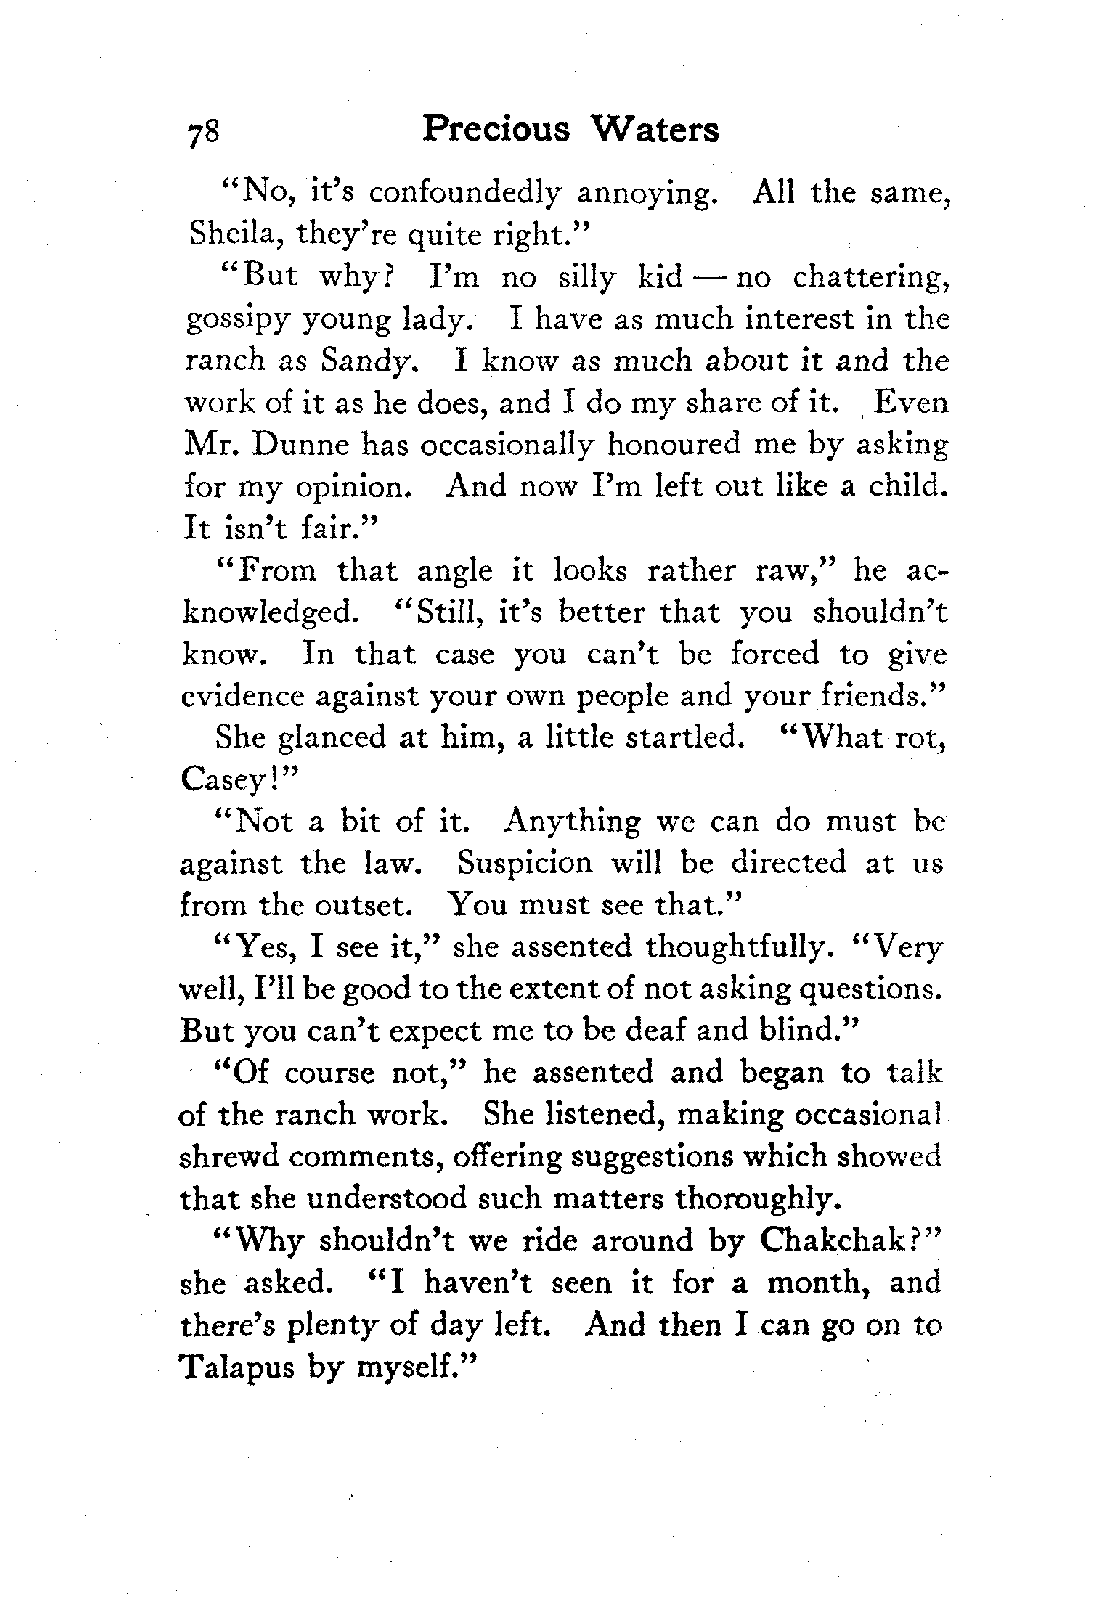 78 Precious Waters
"No, it's confoundedly annoying. All the same,
Sheila, they're quite right."
"But why? I'm no silly kid — no chattering,
gossipy young lady. I have as much interest in the
ranch as Sandy. I know as much about it and the
work of it as he does, and I do my share of it. Even
Mr. Dunne has occasionally honoured me by asking
for my opinion. And now I'm left out like a child.
It isn't fair."
"From that angle it looks rather raw," he ac-
knowledged. "Still, it's better that you shouldn't
know. In that case you can't be forced to give
evidence against your own people and your friends."
She glanced at him, a little startled. "What rot,
Casey!"
"Not a bit of it. Anything we can do must be
against the law. Suspicion will be directed at us
from the outset. You must see that."
"Yes, I see it," she assented thoughtfully. "Very
well, I'll be good to the extent of not asking questions.
But you can't expect me to be deaf and blind."
"Of course not," he assented and began to talk
of the ranch work. She listened, making occasional
shrewd comments, offering suggestions which showed
that she understood such matters thoroughly.
"Why shouldn't we ride around by Chakchak?"
she asked. "I haven't seen it for a month, and
there's plenty of day left. And then I can go on to
Talapus by myself."